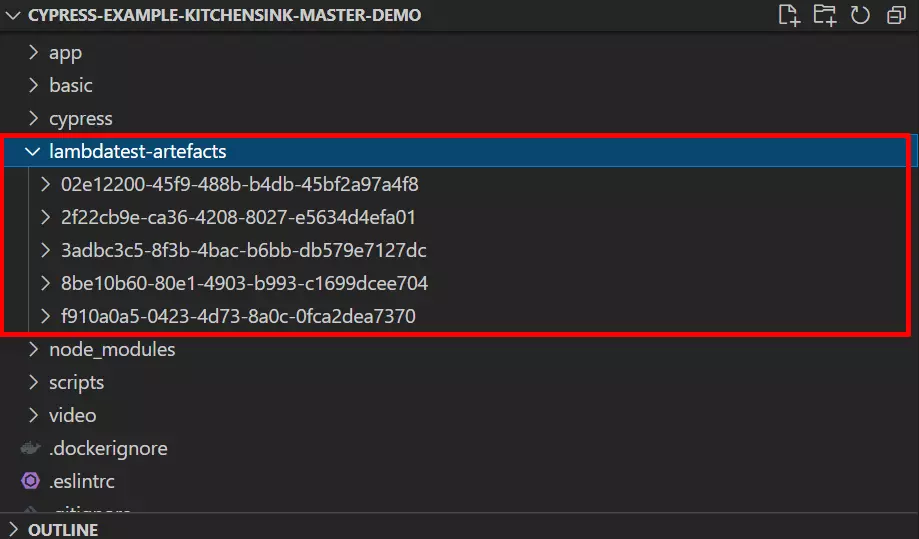 CYPRESS-EXAMPLE-KITCHENSINK-MASTER-DEMO
app
basic
cypress
lambdatest-artefacts
02e12200-45f9-488b-b4db-45bf2a97a4f8
2f22cb9e-ca36-4208-8027-e5634d4efa01
3adbc3c5-8f3b-4bac-b6bb-db579e7127dc
8be10b60-80e1-4903-b993-c1699dcee704
f910a0a5-0423-4d73-8a0c-0fca2dea7370
node_modules
scripts
video
.dockerignore
.eslintrc
.gitignore
OUTLINE